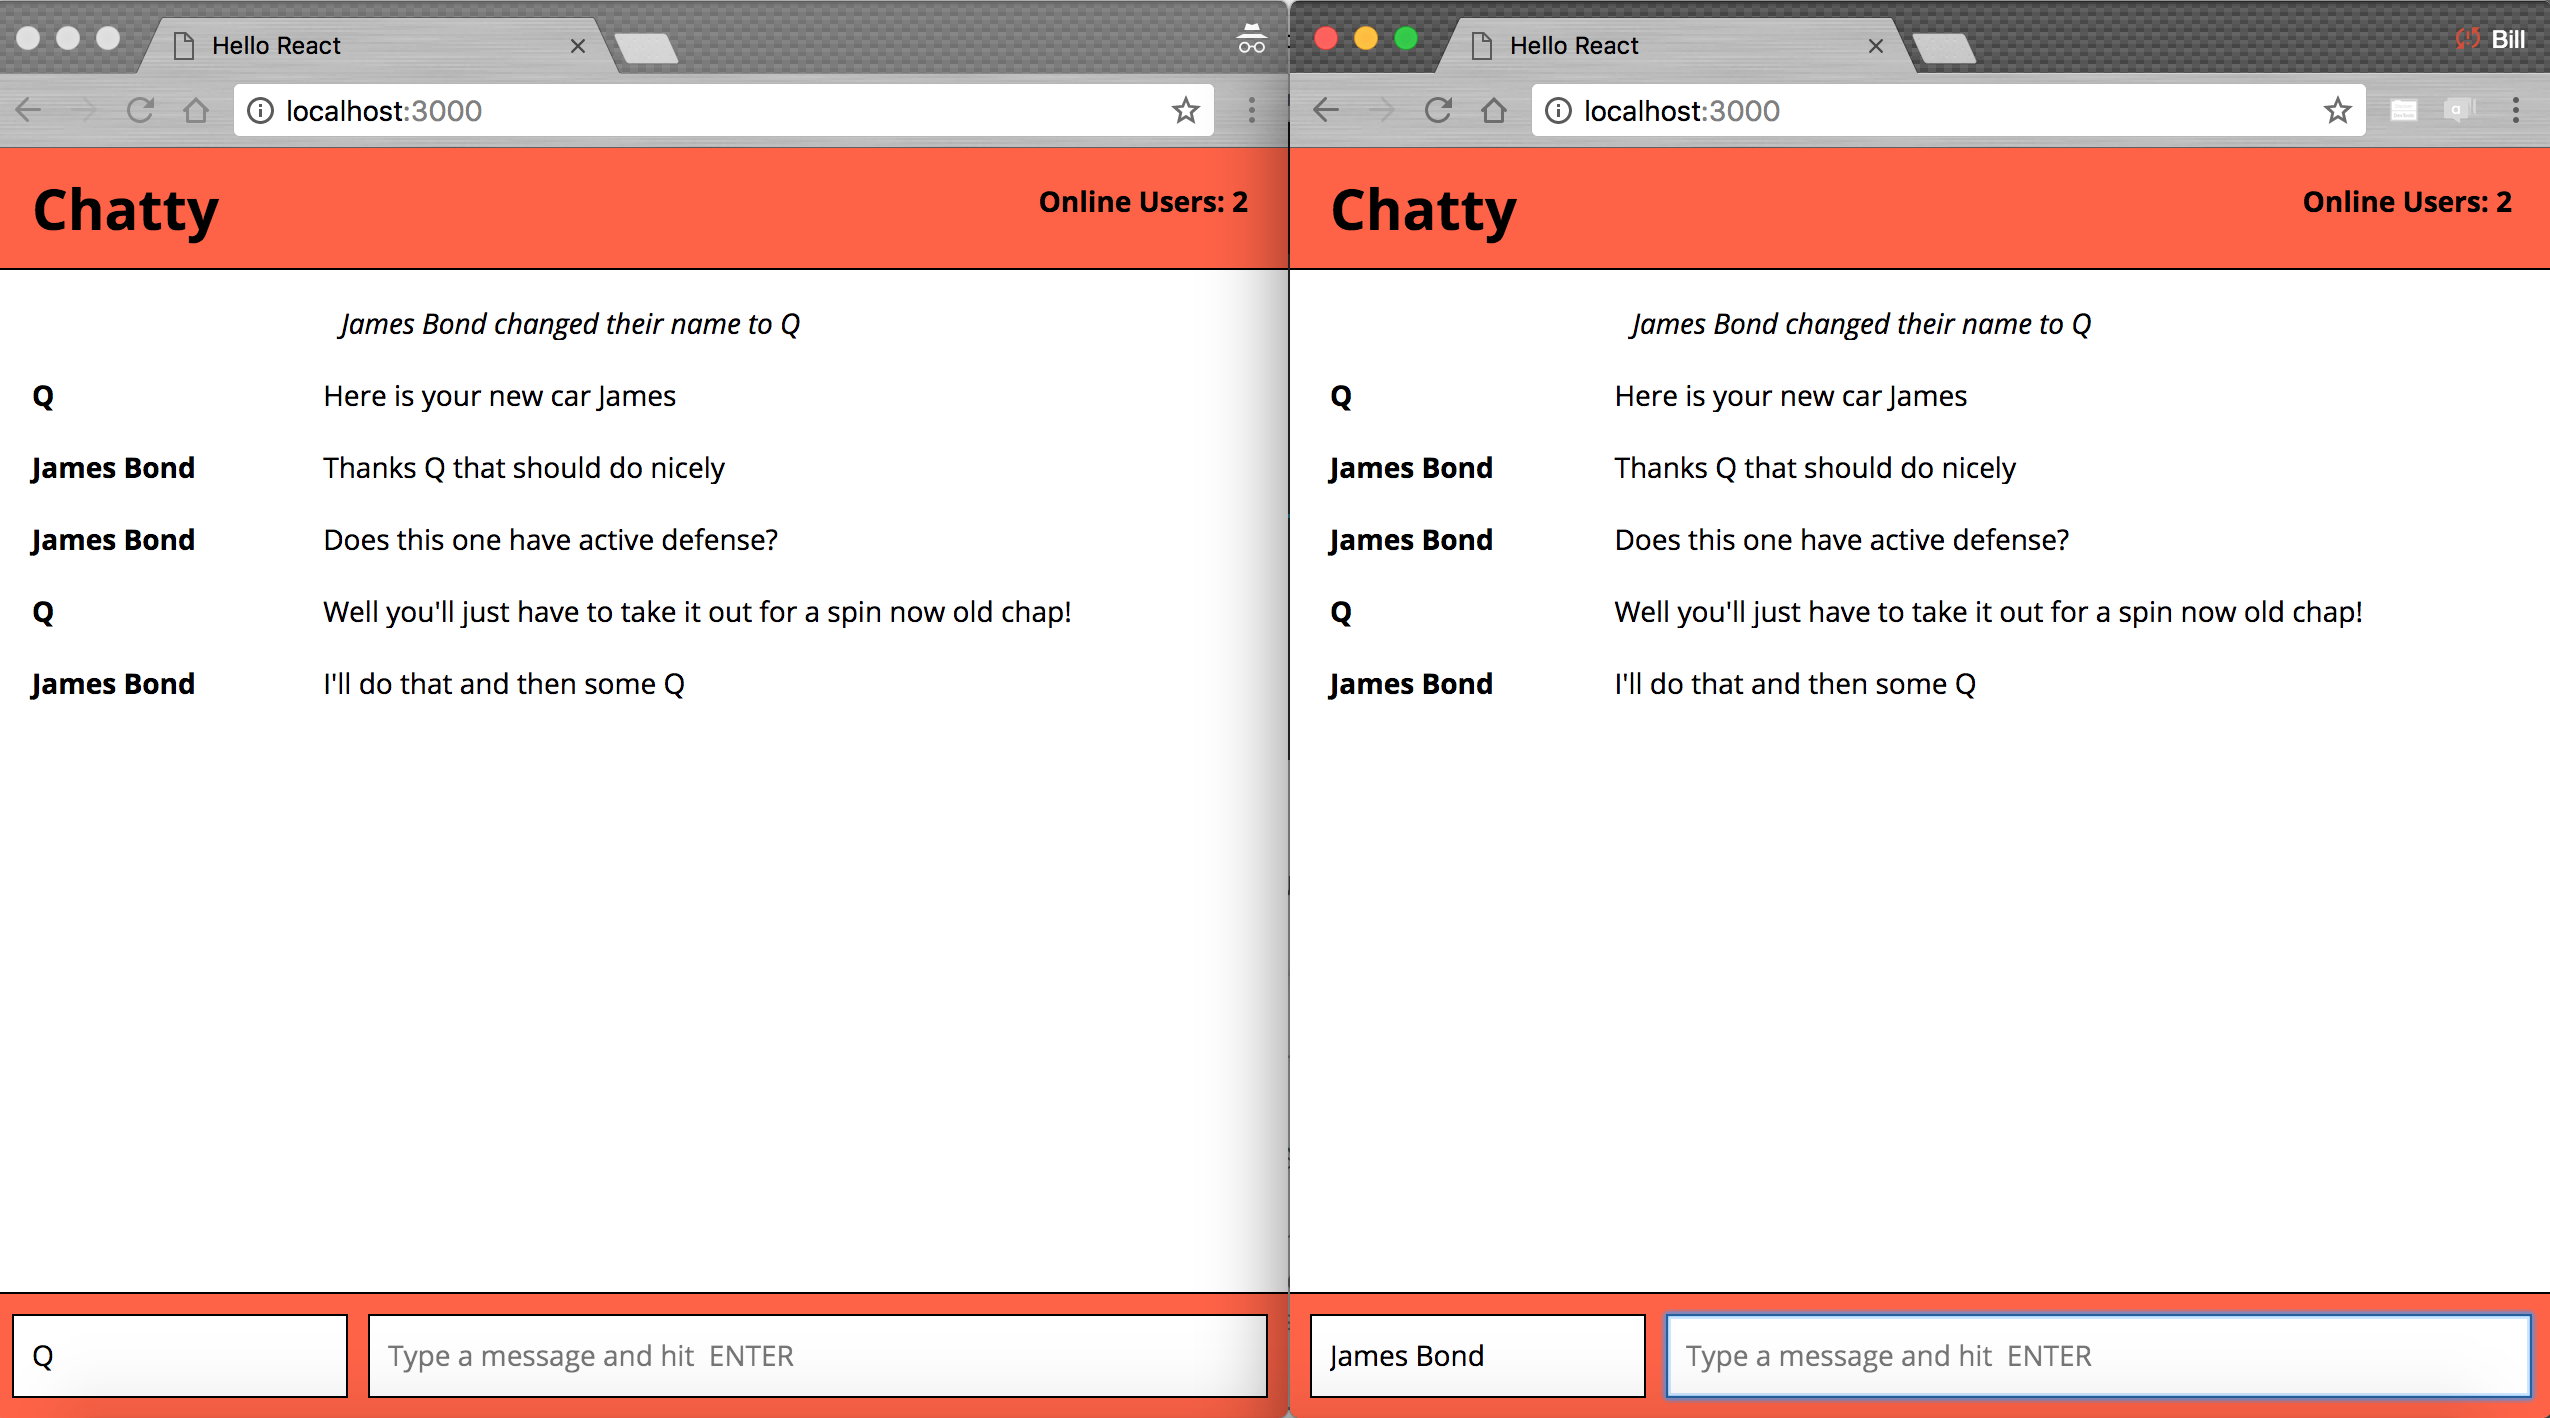 Hello React
localhost:3000
Chatty
Online Users: 2
James Bond changed their name to Q
Q Here is your new car James
James Bond Thanks Q that should do nicely
James Bond Does this one have active defense?
Q Well you'll just have to take it out for a spin now old chap!
James Bond I'll do that and then some Q
Q
Type a message and hit  ENTER
Hello React
Bill
localhost:3000
Chatty
Online Users: 2
James Bond changed their name to Q
Q Here is your new car James
James Bond Thanks Q that should do nicely
James Bond Does this one have active defense?
Q Well you'll just have to take it out for a spin now old chap!
James Bond I'll do that and then some Q
James Bond
Type a message and hit  ENTER